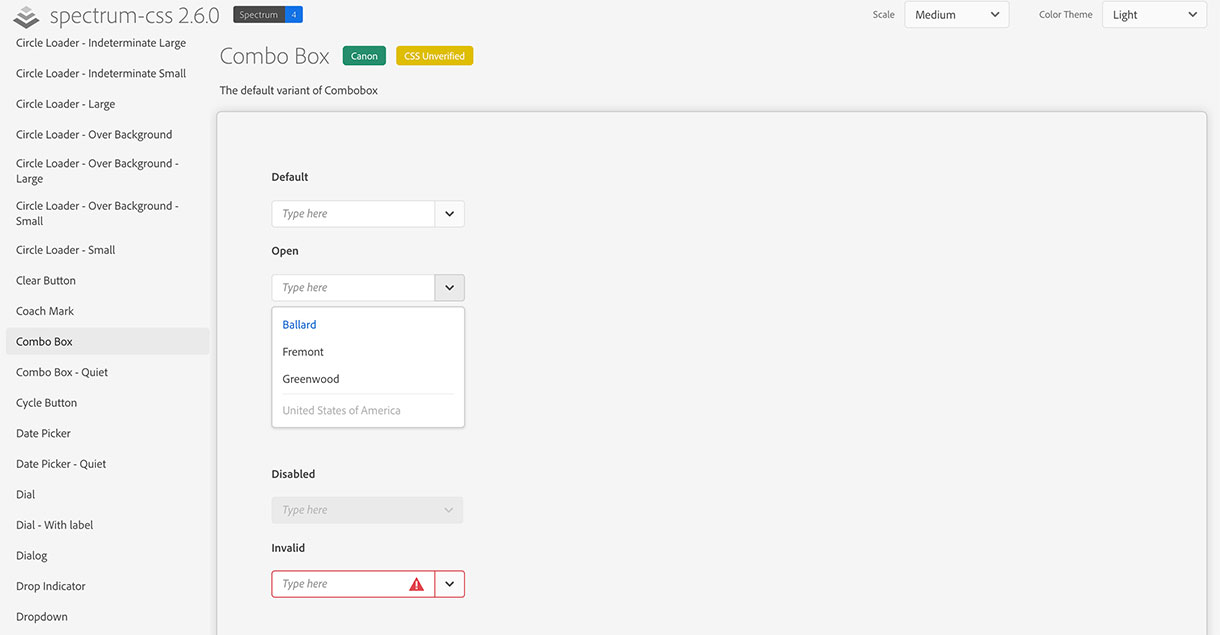 spectrum-css 2.6.0
Spectrum 4
Scale
Medium
Color Theme
Light
Circle Loader - Indeterminate Large
Circle Loader - Indeterminate Small
Circle Loader - Large
Circle Loader - Over Background
Circle Loader - Over Background -
Large
Circle Loader - Over Background -
Small
Circle Loader - Small
Clear Button
Coach Mark
Combo Box
Combo Box - Quiet
Cycle Button
Date Picker
Date Picker - Quiet
Dial
Dial - With label
Dialog
Drop Indicator
Dropdown
Combo Box
Canon
CSS Unverified
The default variant of Combobox
Default
Type here
Open
Type here
Ballard
Fremont
Greenwood
United States of America
Disabled
Type here
Invalid
Type here